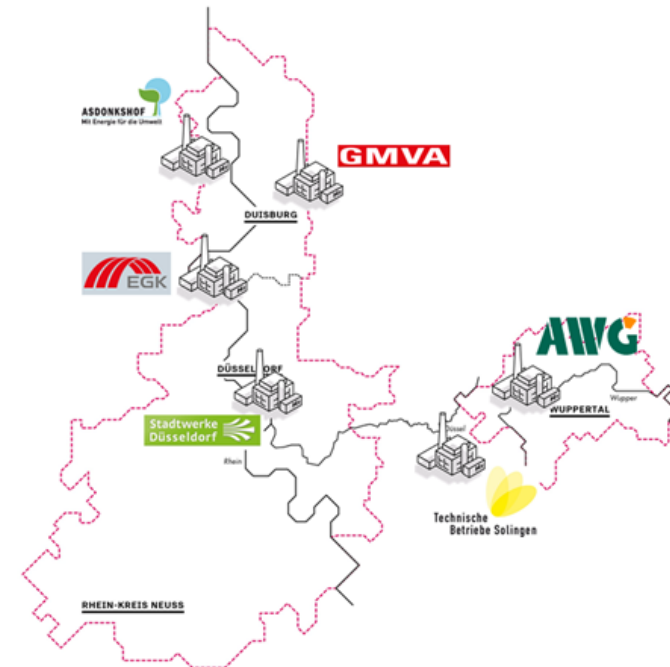 ASDONKSHOF
Mit Energie für die Umwelt
GMVA
DUISBURG
EGK
AWG
DÜSSELDORF
Wupper
WUPPERTAL
Stadtwerke
Düsseldorf
Düssel
Rhein
Technische
Betriebe Solingen
RHEIN-KREIS NEUSS